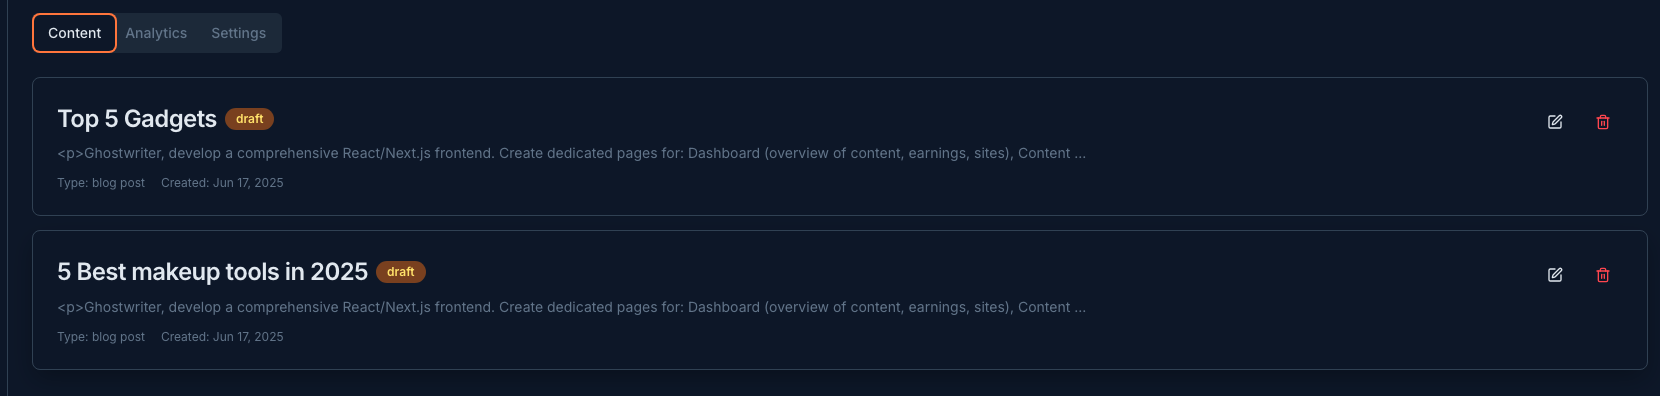 Content Analytics Settings
Top 5 Gadgets draft
<p>Ghostwriter, develop a comprehensive React/Next.js frontend. Create dedicated pages for: Dashboard (overview of content, earnings, sites), Content ...
Type: blog post Created: Jun 17, 2025
5 Best makeup tools in 2025 draft
<p>Ghostwriter, develop a comprehensive React/Next.js frontend. Create dedicated pages for: Dashboard (overview of content, earnings, sites), Content ...
Type: blog post Created: Jun 17, 2025